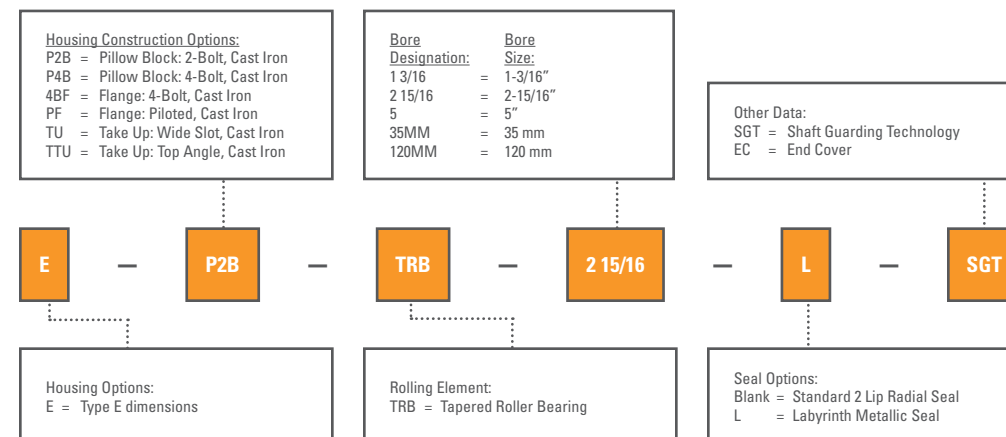 Housing Construction Options:
P2B = Pillow Block: 2-Bolt, Cast Iron
P4B = Pillow Block: 4-Bolt, Cast Iron
4BF = Flange: 4-Bolt, Cast Iron
PF = Flange: Piloted, Cast Iron
TU = Take Up: Wide Slot, Cast Iron
TTU = Take Up: Top Angle, Cast Iron
Bore Bore
Designation: Size:
1 3/16 = 1-3/16”
2 15/16 = 2-15/16”
5 = 5”
35MM = 35 mm
120MM = 120 mm
Other Data:
SGT = Shaft Guarding Technology
EC = End Cover
E – P2B – TRB – 2 15/16 – L – SGT
Housing Options:
E = Type E dimensions
Rolling Element:
TRB = Tapered Roller Bearing
Seal Options:
Blank = Standard 2 Lip Radial Seal
L = Labyrinth Metallic Seal